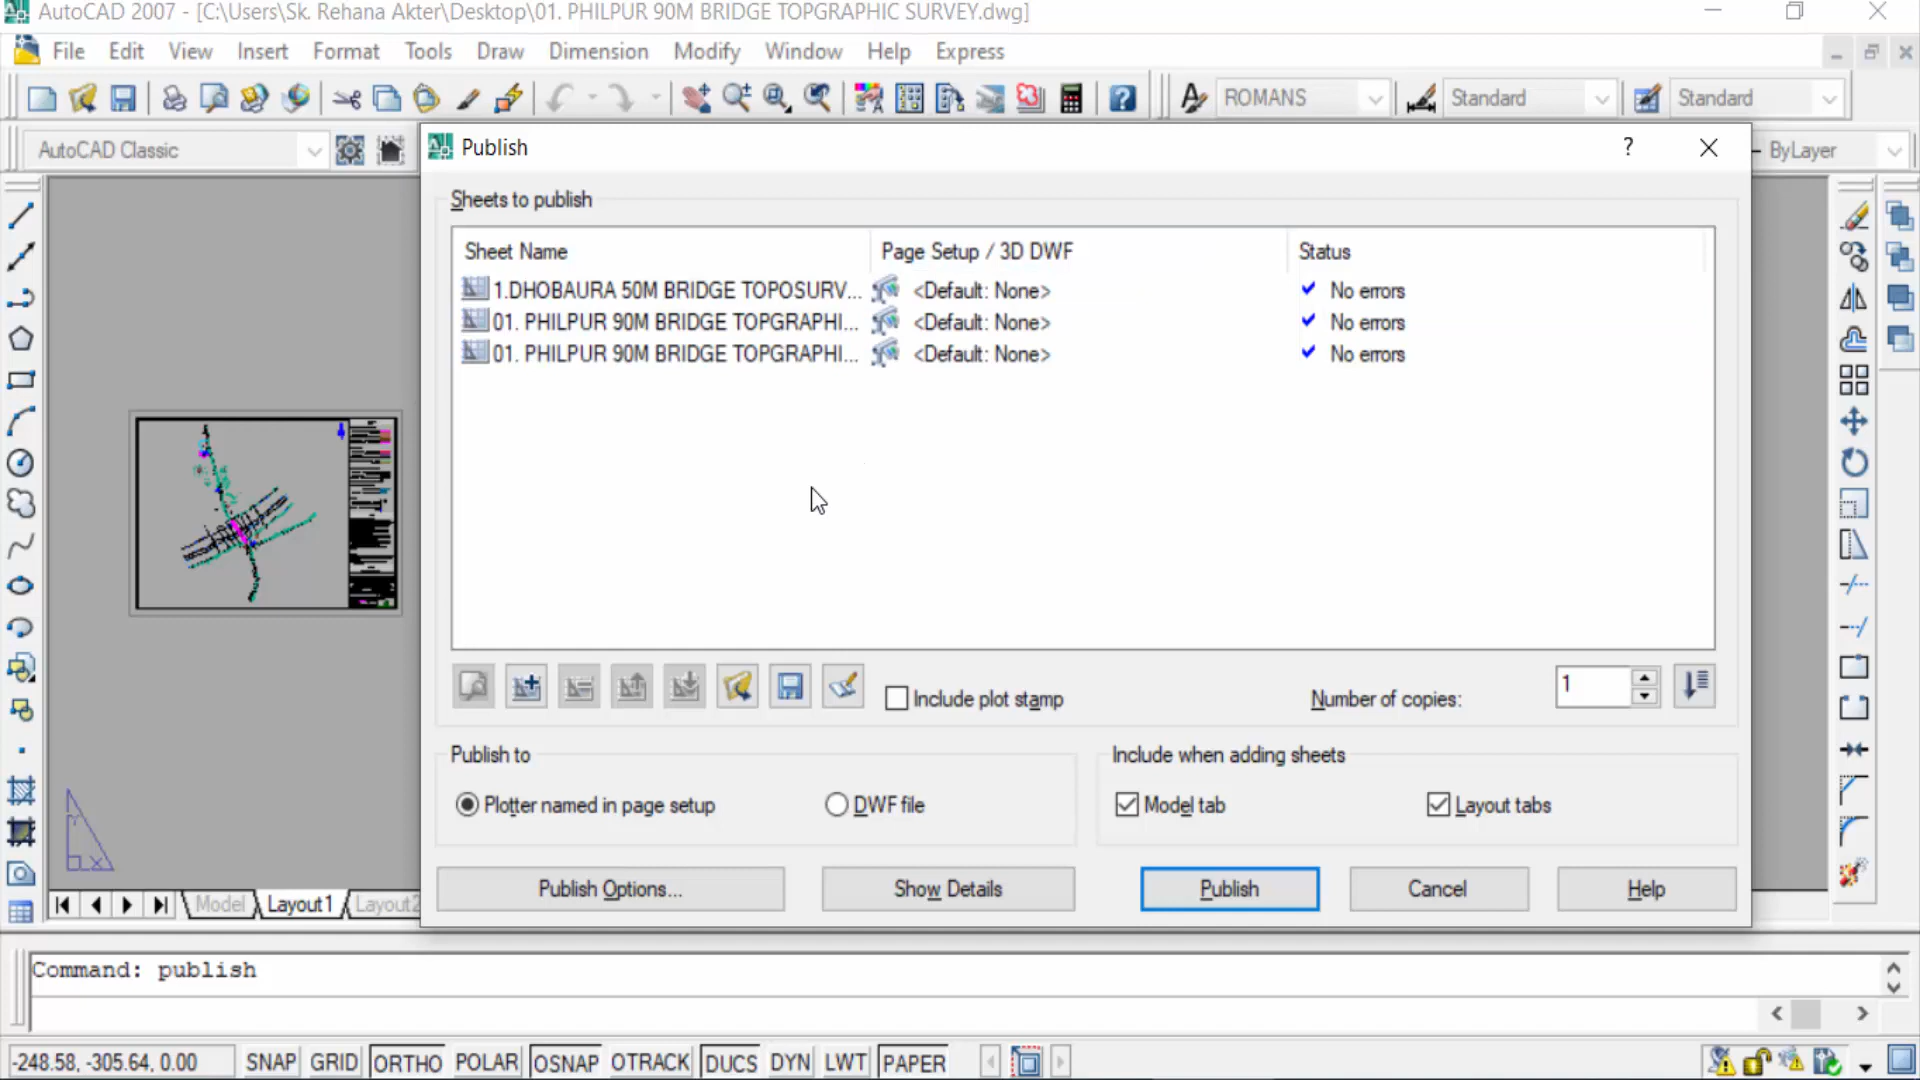 AutoCAD 2007 - [C:\Users\Sk. Rehana Akter\Desktop\01. PHILPUR 90M BRIDGE TOPGRAPHIC SURVEY.dwg]
File Edit View Insert Format Tools Draw Dimension Modify Window Help Express
ROMANS Standard Standard
AutoCAD Classic
ByLayer
Publish
Sheets to publish
Sheet Name Page Setup / 3D DWF Status
1.DHOBAURA 50M BRIDGE TOPOSURV... <Default: None> No errors
01. PHILPUR 90M BRIDGE TOPGRAPHI... <Default: None> No errors
01. PHILPUR 90M BRIDGE TOPGRAPHI... <Default: None> No errors
Include plot stamp
Number of copies: 1
Publish to
Plotter named in page setup DWF file
Include when adding sheets
Model tab Layout tabs
Publish Options... Show Details Publish Cancel Help
Model Layout1 Layout2
Command: publish
-248.58, -305.64, 0.00 SNAP GRID ORTHO POLAR OSNAP OTRACK DUCS DYN LWT PAPER